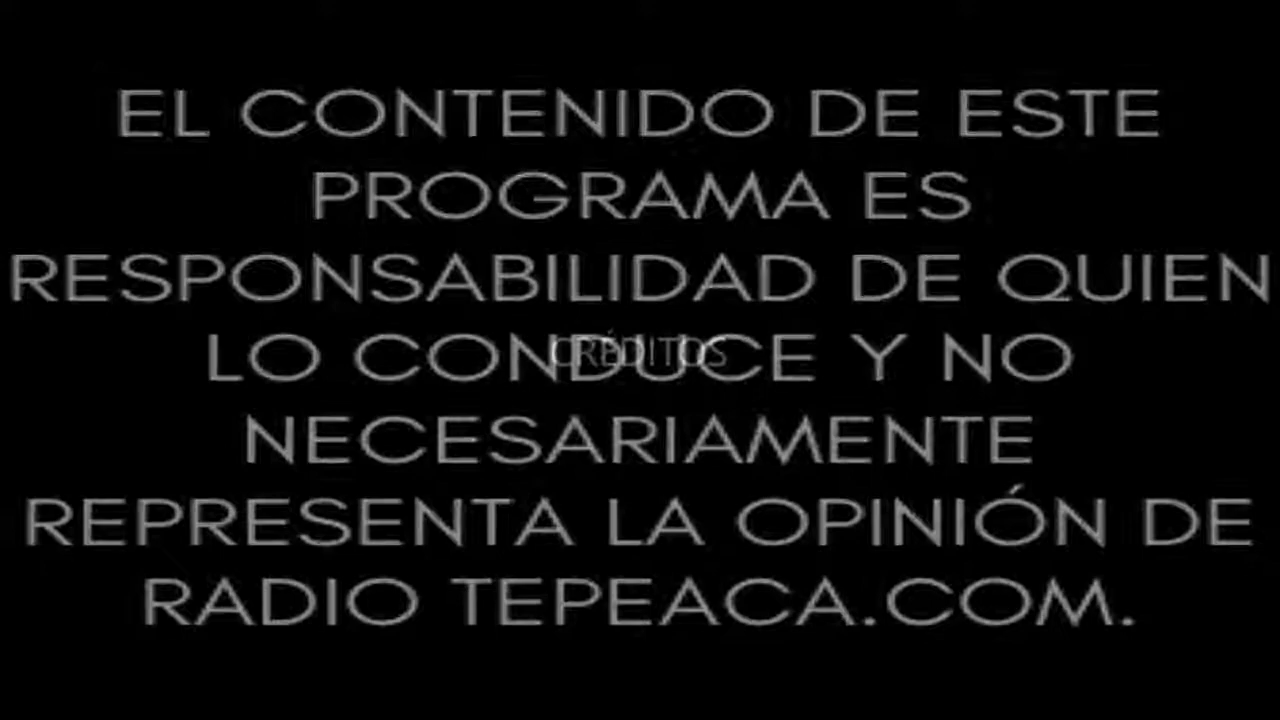 EL CONTENIDO DE ESTE
PROGRAMA ES
RESPONSABILIDAD DE QUIEN
LO CONDUCE Y NO
CRÉDITOS
NECESARIAMENTE
REPRESENTA LA OPINIÓN DE
RADIO TEPEACA.COM.